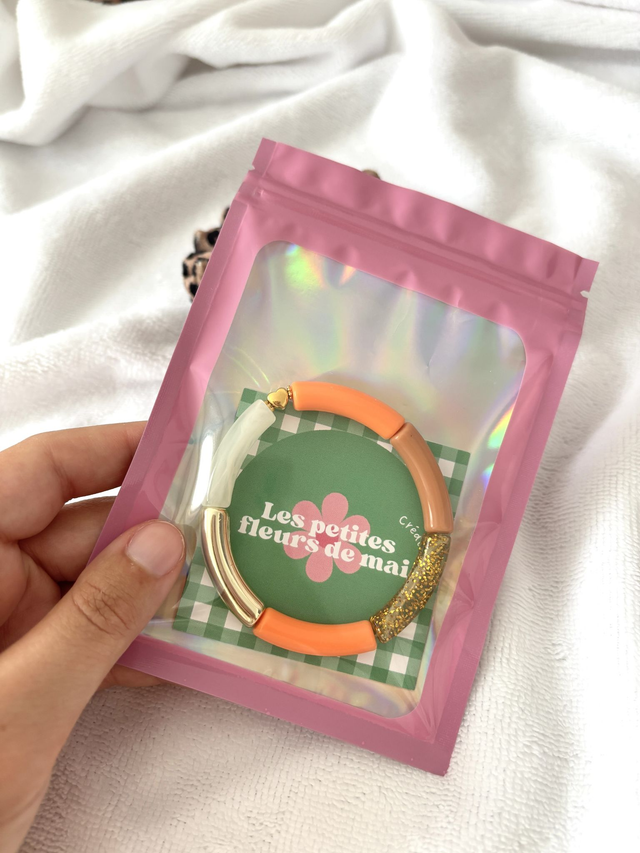 Les petites
fleurs de mai